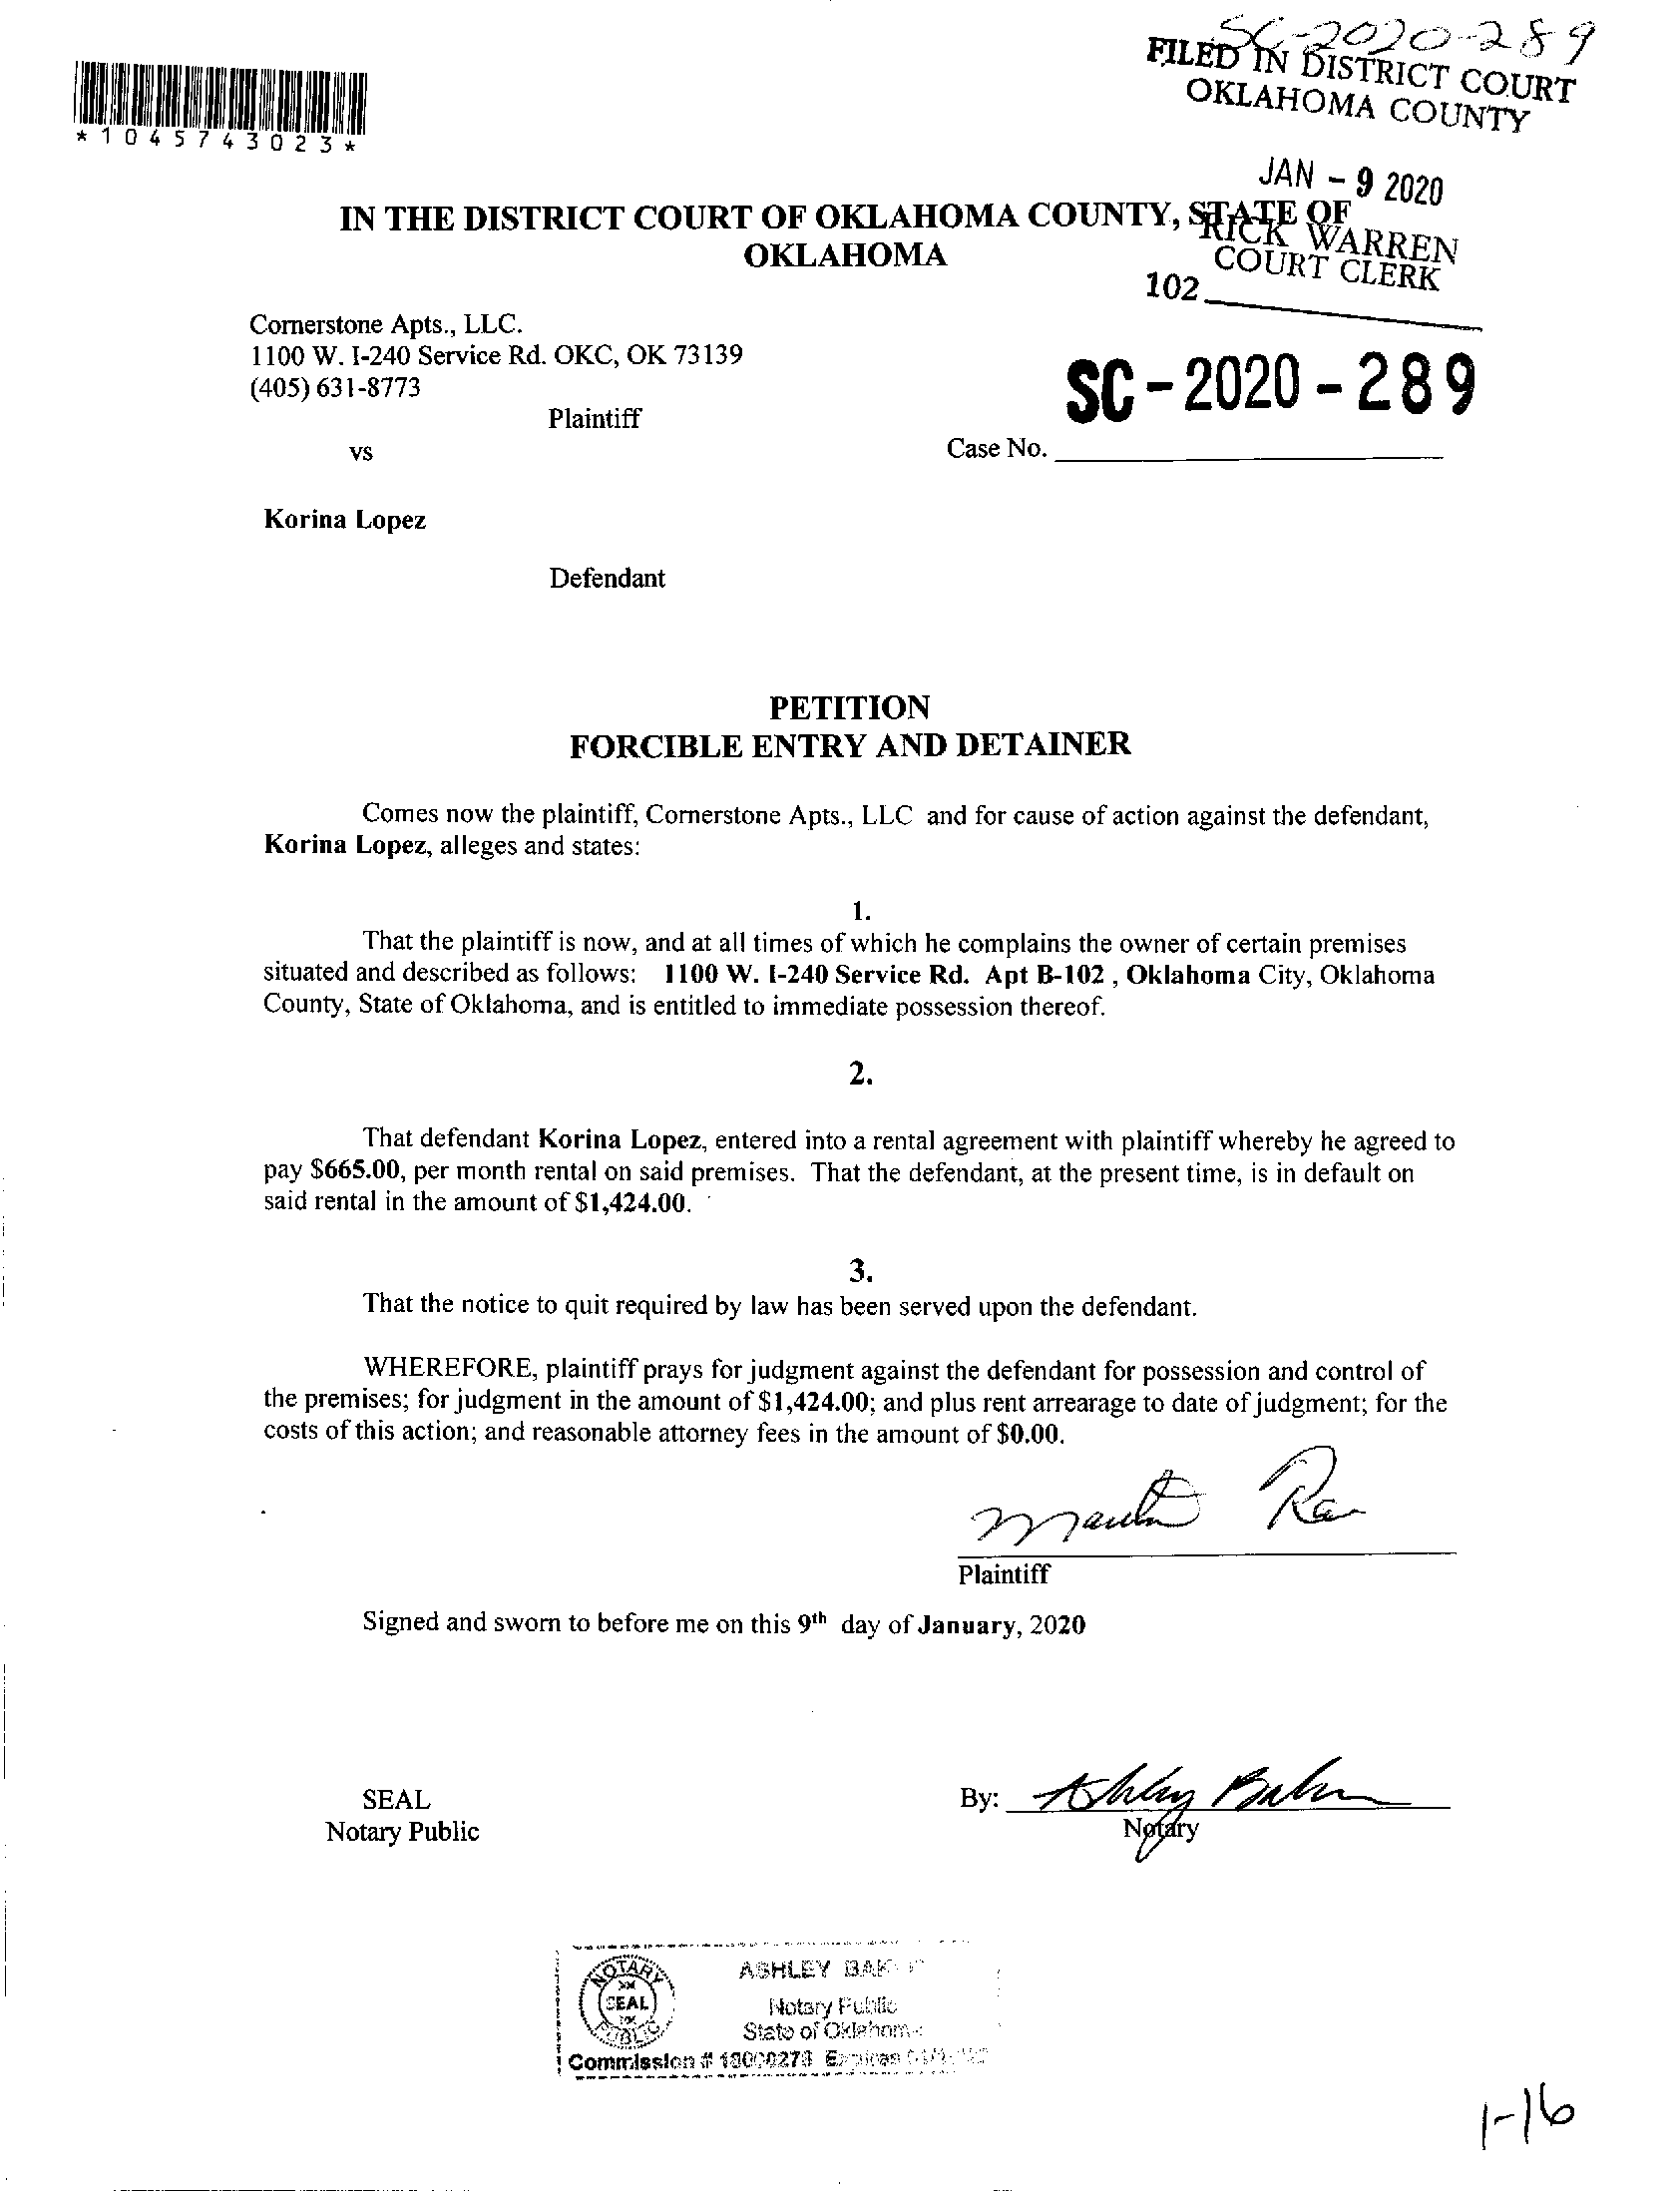 SC-2020-289
FILED IN DISTRICT COURT
OKLAHOMA COUNTY
*1045743023*
JAN - 9 2020
IN THE DISTRICT COURT OF OKLAHOMA COUNTY, STATE OF
OKLAHOMA
RICK WARREN
COURT CLERK
102
Cornerstone Apts., LLC.
1100 W. I-240 Service Rd. OKC, OK 73139
(405) 631-8773
Plaintiff
SC-2020-289
vs
Case No.
Korina Lopez
Defendant
PETITION
FORCIBLE ENTRY AND DETAINER
Comes now the plaintiff, Cornerstone Apts., LLC and for cause of action against the defendant,
Korina Lopez, alleges and states:
1.
That the plaintiff is now, and at all times of which he complains the owner of certain premises
situated and described as follows: 1100 W. I-240 Service Rd. Apt B-102 , Oklahoma City, Oklahoma
County, State of Oklahoma, and is entitled to immediate possession thereof.
2.
That defendant Korina Lopez, entered into a rental agreement with plaintiff whereby he agreed to
pay $665.00, per month rental on said premises. That the defendant, at the present time, is in default on
said rental in the amount of $1,424.00.
3.
That the notice to quit required by law has been served upon the defendant.
WHEREFORE, plaintiff prays for judgment against the defendant for possession and control of
the premises; for judgment in the amount of $1,424.00; and plus rent arrearage to date of judgment; for the
costs of this action; and reasonable attorney fees in the amount of $0.00.
Plaintiff
Signed and sworn to before me on this 9th day of January, 2020
SEAL
Notary Public
By: Ashley
Notary
NOTARY
SEAL
PUBLIC
ASHLEY
Notary Public
State of Oklahoma
Commission # Expires
1-16